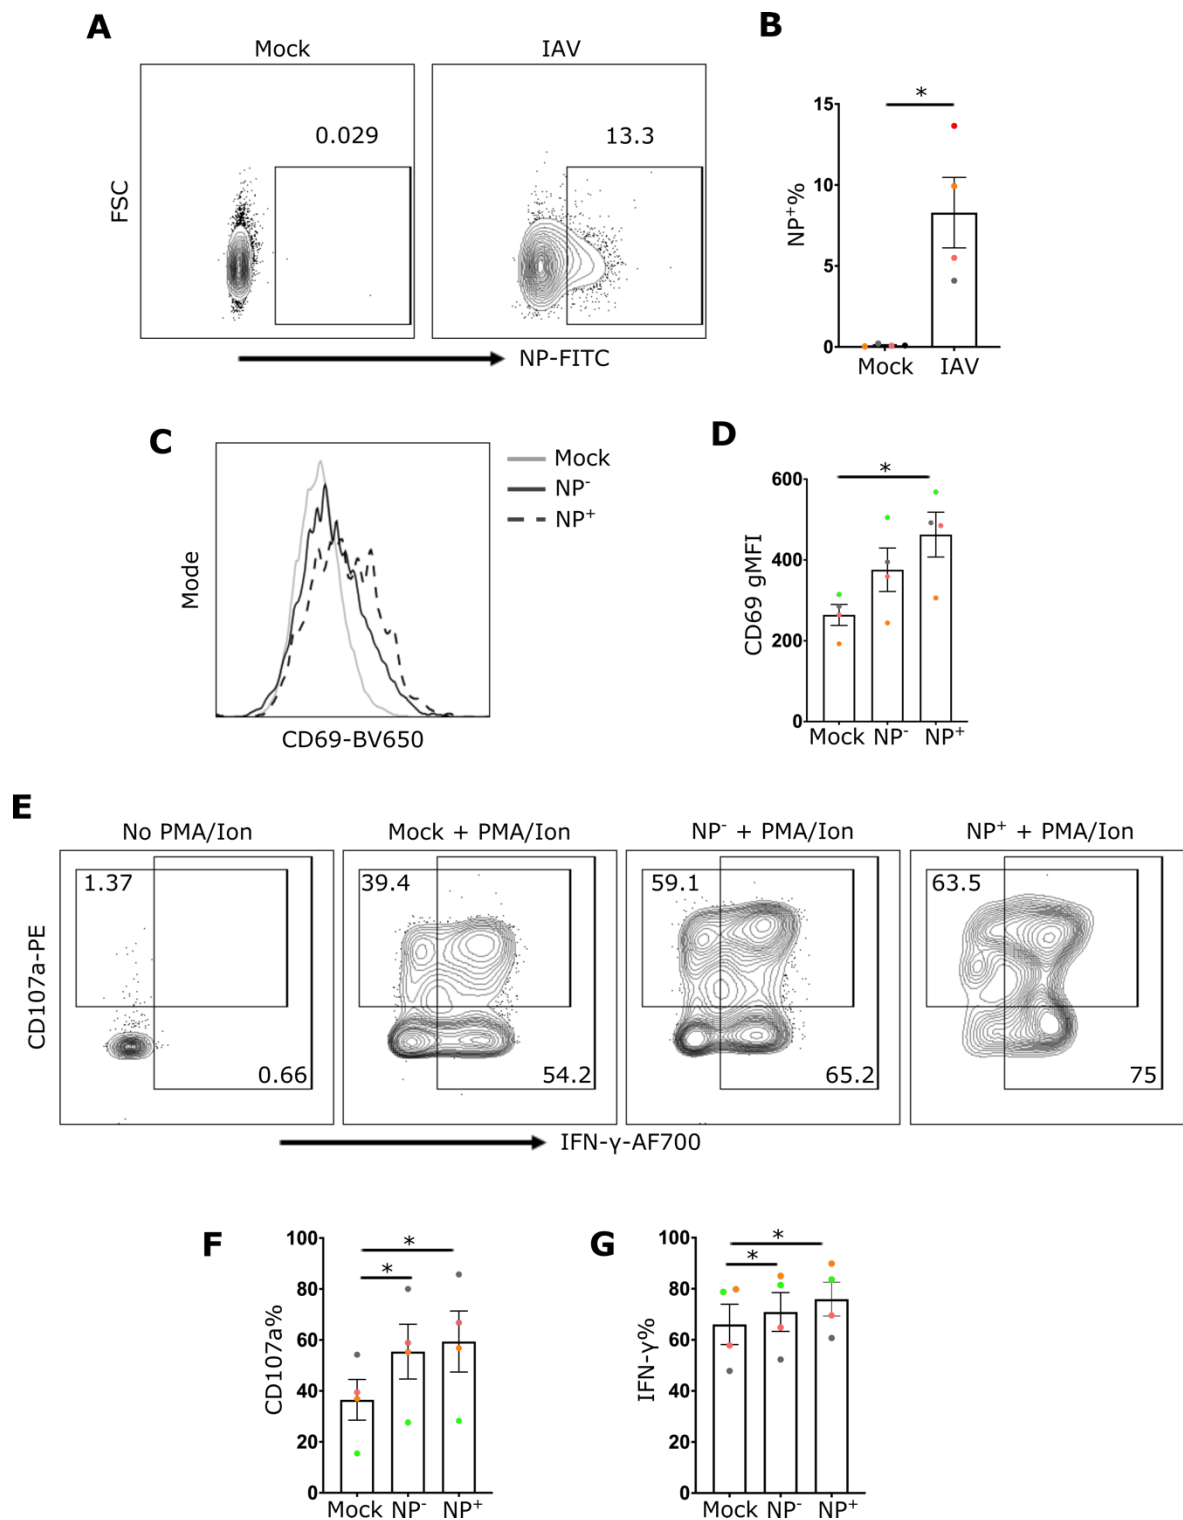 A
Mock
IAV
0.029
13.3
FSC
NP-FITC
B
*
15
10
5
0
NP⁺%
Mock
IAV
C
Mock
NP⁻
NP⁺
Mode
CD69-BV650
D
*
600
400
200
0
CD69 gMFI
Mock
NP⁻
NP⁺
E
No PMA/Ion
Mock + PMA/Ion
NP⁻ + PMA/Ion
NP⁺ + PMA/Ion
1.37
39.4
59.1
63.5
CD107a-PE
0.66
54.2
65.2
75
IFN-γ-AF700
F
*
*
100
80
60
40
20
0
CD107a%
Mock
NP⁻
NP⁺
G
*
*
100
80
60
40
20
0
IFN-γ%
Mock
NP⁻
NP⁺